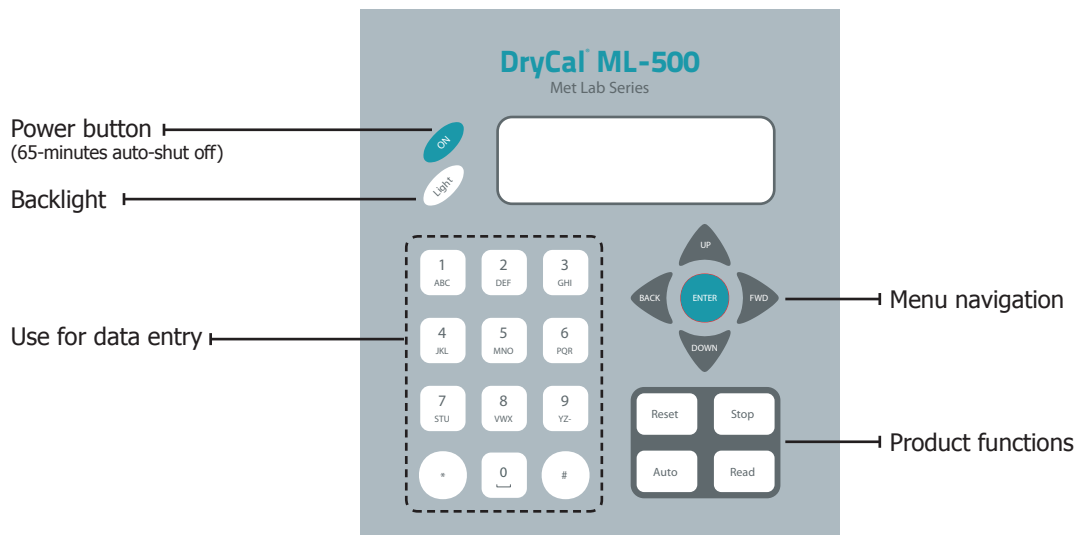 DryCal® ML-500
Met Lab Series
Power button
(65-minutes auto-shut off)
ON
Backlight
Light
Use for data entry
1
ABC
2
DEF
3
GHI
4
JKL
5
MNO
6
PQR
7
STU
8
VWX
9
YZ-
*
0
#
UP
BACK
ENTER
FWD
DOWN
Menu navigation
Reset
Stop
Auto
Read
Product functions